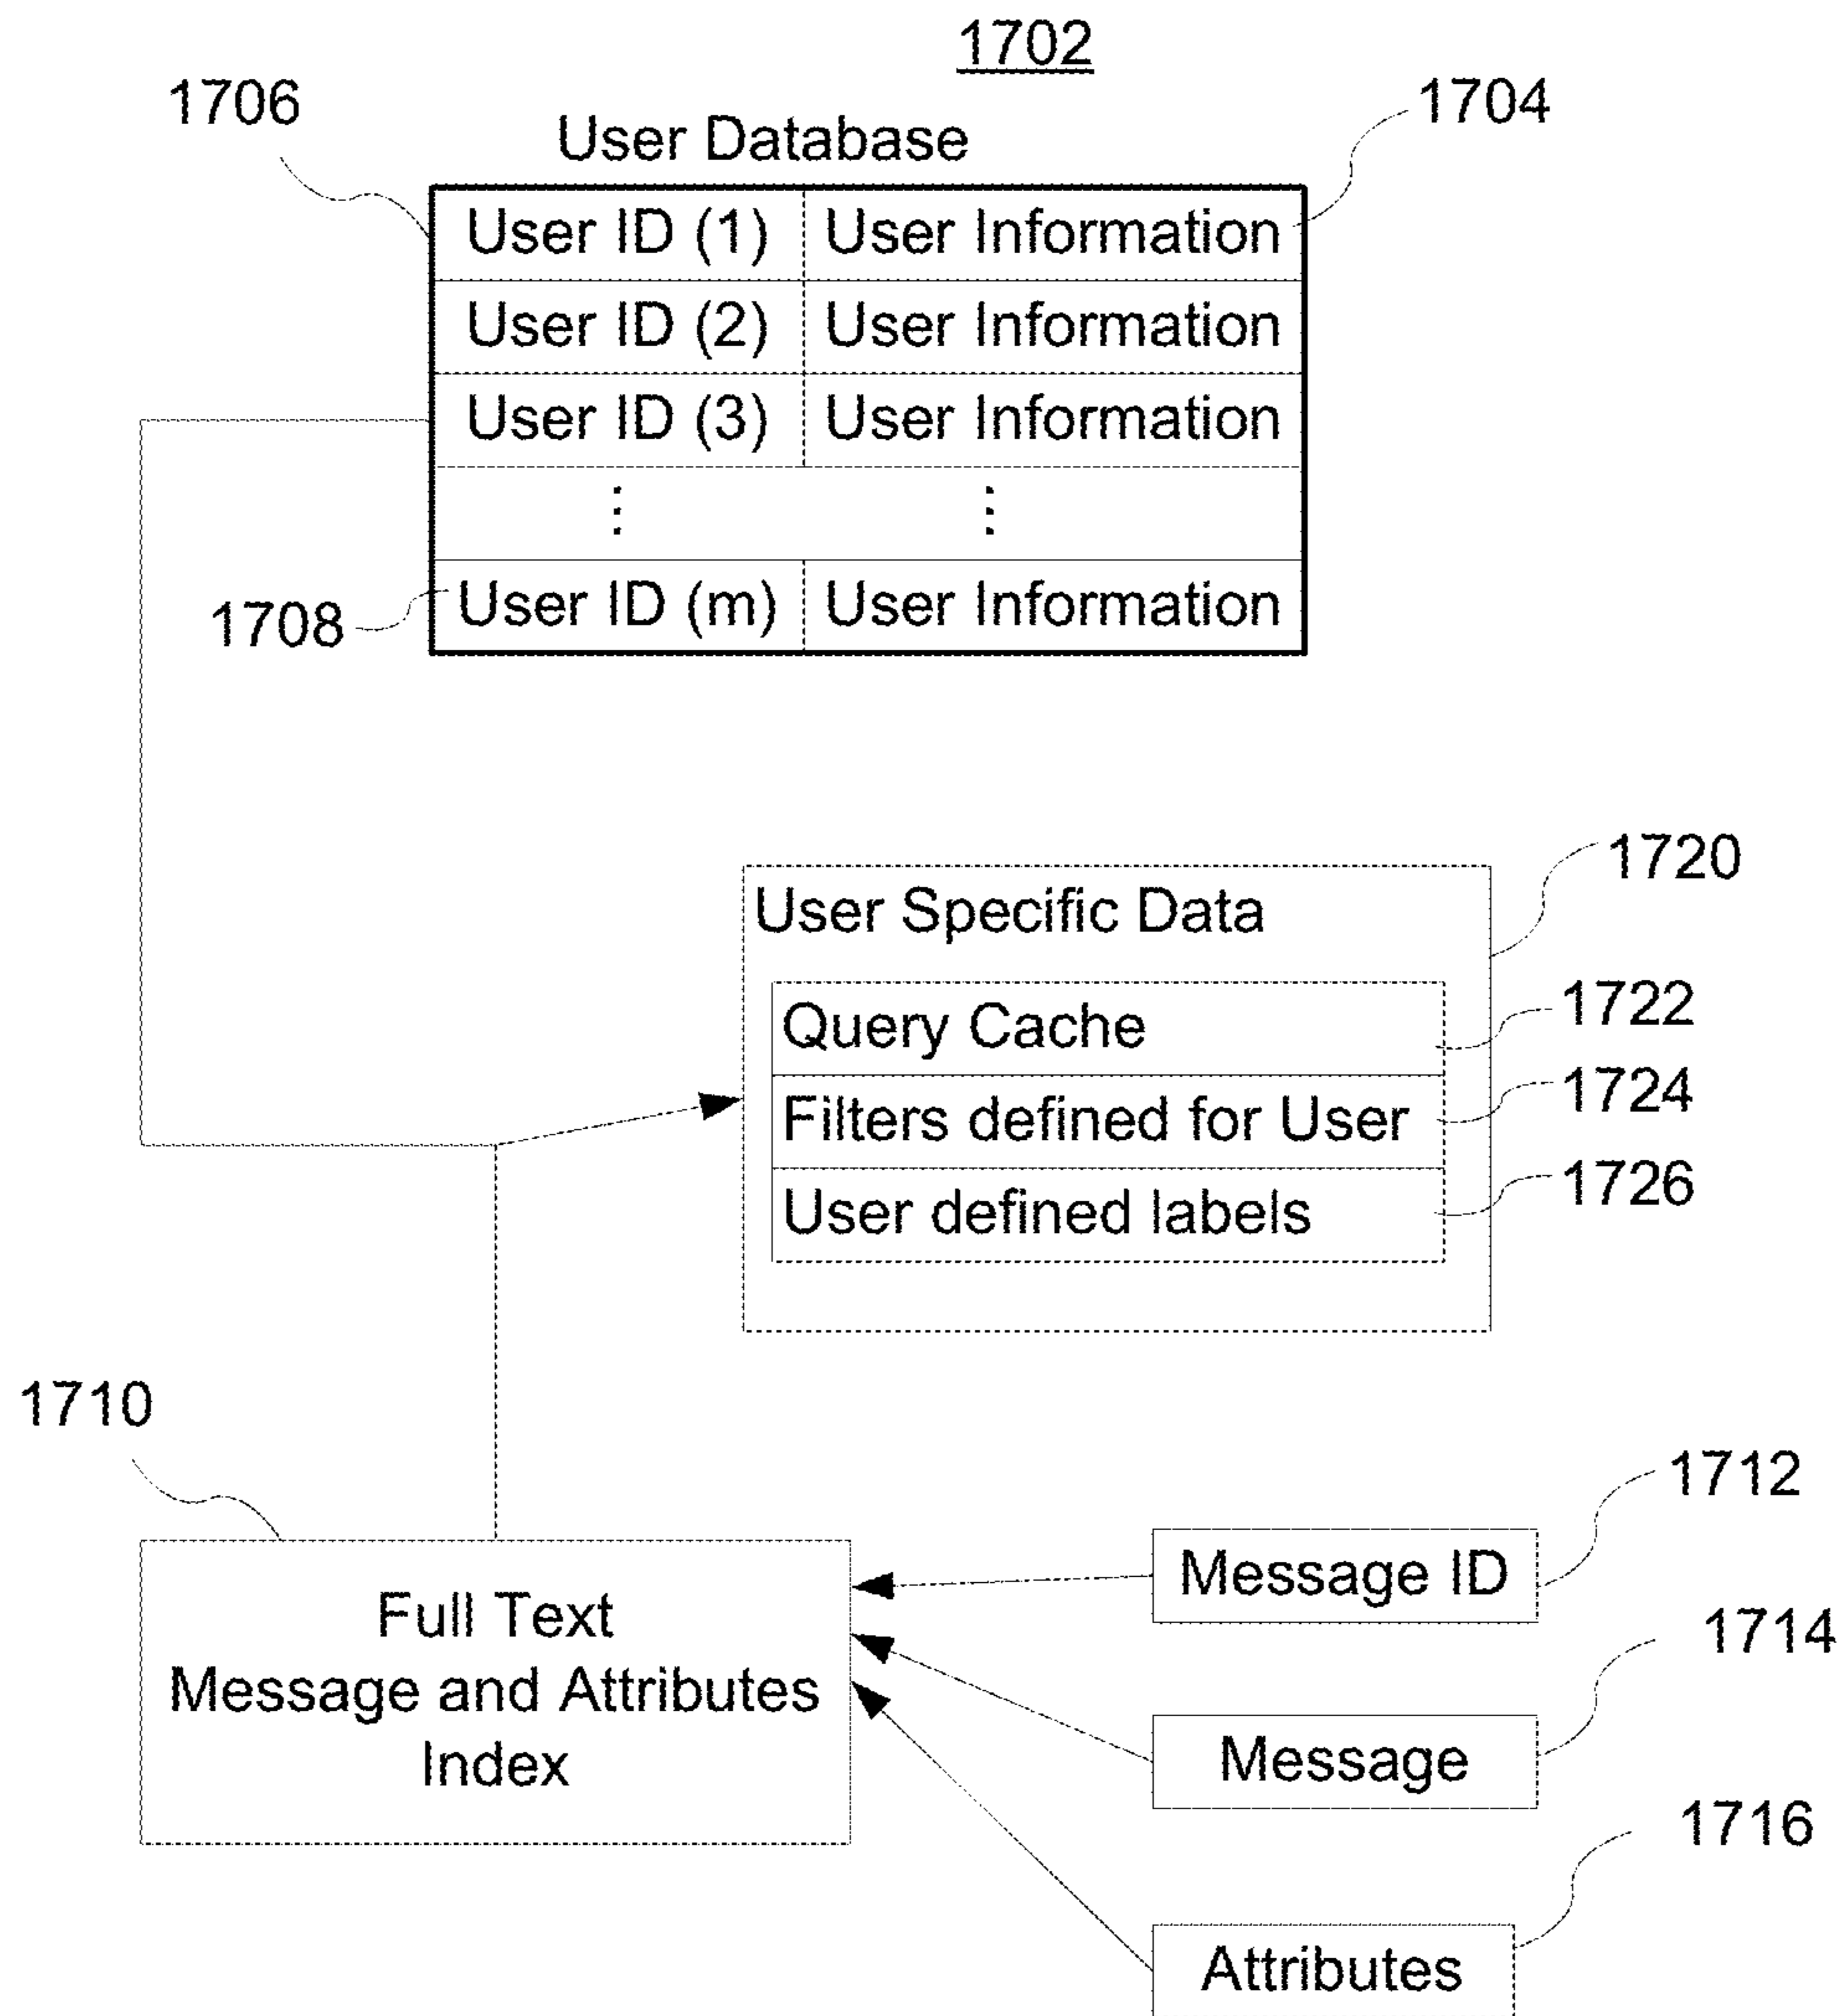 1702
1706
1704
User Database
User ID (1) User Information
User ID (2) User Information
User ID (3) User Information
⋮ ⋮
1708
User ID (m) User Information
1720
User Specific Data
Query Cache
1722
Filters defined for User
1724
User defined labels
1726
1710
Full Text
Message and Attributes
Index
1712
Message ID
1714
Message
1716
Attributes